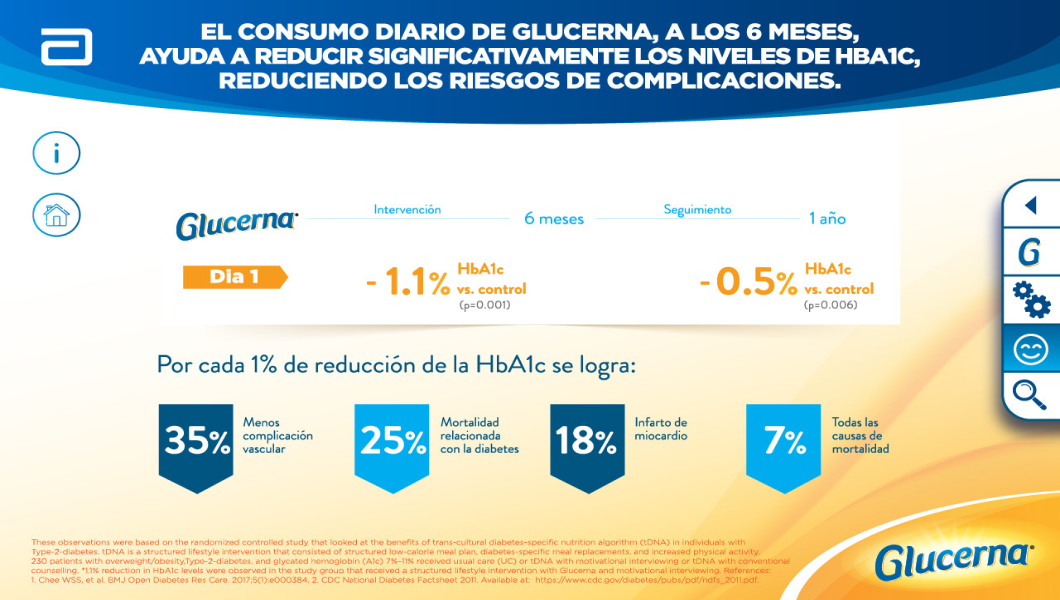 EL CONSUMO DIARIO DE GLUCERNA, A LOS 6 MESES,
AYUDA A REDUCIR SIGNIFICATIVAMENTE LOS NIVELES DE HBA1C,
REDUCIENDO LOS RIESGOS DE COMPLICACIONES.
i
Glucerna
Intervención
6 meses
Seguimiento
1 año
Dia 1
- 1.1%
HbA1c
vs. control
(p=0.001)
- 0.5%
HbA1c
vs. control
(p=0.006)
G
Por cada 1% de reducción de la HbA1c se logra:
35%
Menos
complicación
vascular
25%
Mortalidad
relacionada
con la diabetes
18%
Infarto de
miocardio
7%
Todas las
causas de
mortalidad
These observations were based on the randomized controlled study that looked at the benefits of trans-cultural diabetes-specific nutrition algorithm (tDNA) in individuals with
Type-2-diabetes. tDNA is a structured lifestyle intervention that consisted of structured low-calorie meal plan, diabetes-specific meal replacements, and increased physical activity.
230 patients with overweight/obesity,Type-2-diabetes, and glycated hemoglobin (A1c) 7%–11% received usual care (UC) or tDNA with motivational interviewing or tDNA with conventional
counselling. *1.1% reduction in HbA1c levels were observed in the study group that received a structured lifestyle intervention with Glucerna and motivational interviewing. References:
1. Chee WSS, et al. BMJ Open Diabetes Res Care. 2017;5(1):e000384. 2. CDC National Diabetes Factsheet 2011. Available at: https://www.cdc.gov/diabetes/pubs/pdf/ndfs_2011.pdf.
Glucerna